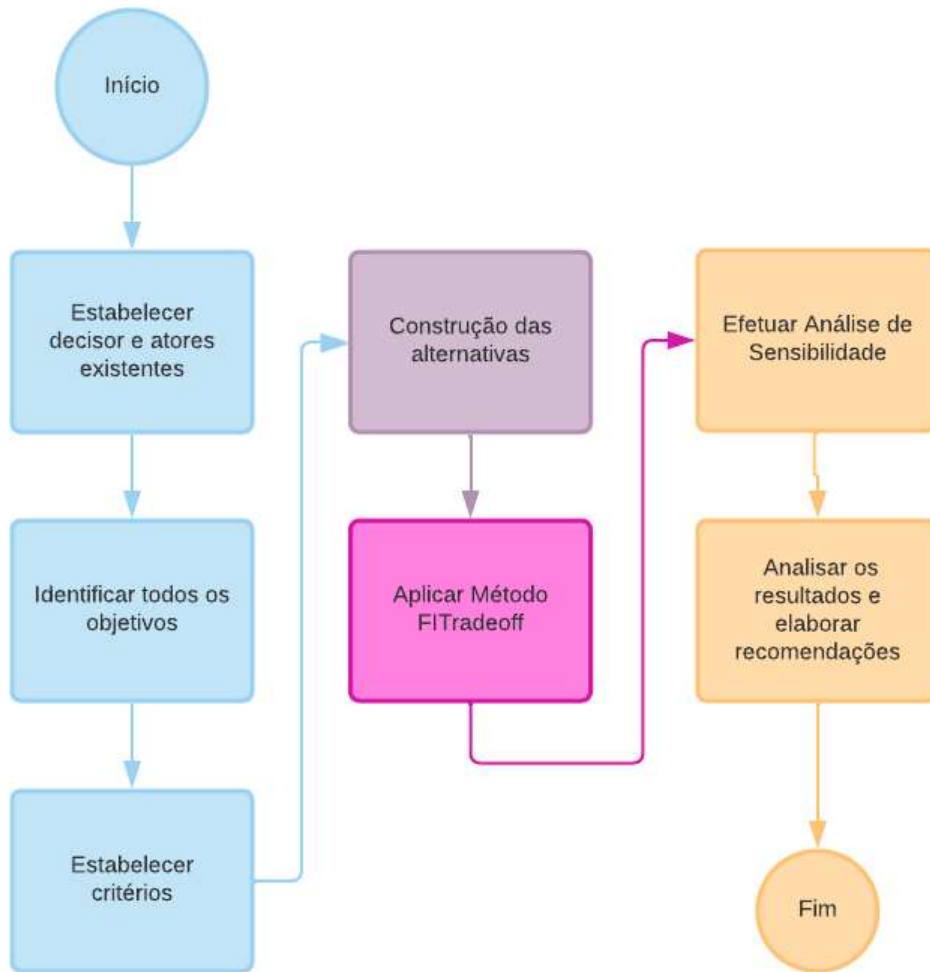 Início
Estabelecer
decisor e atores
existentes
Identificar todos os
objetivos
Estabelecer
critérios
Construção das
alternativas
Aplicar Método
FITradeoff
Efetuar Análise de
Sensibilidade
Analisar os
resultados e
elaborar
recomendações
Fim